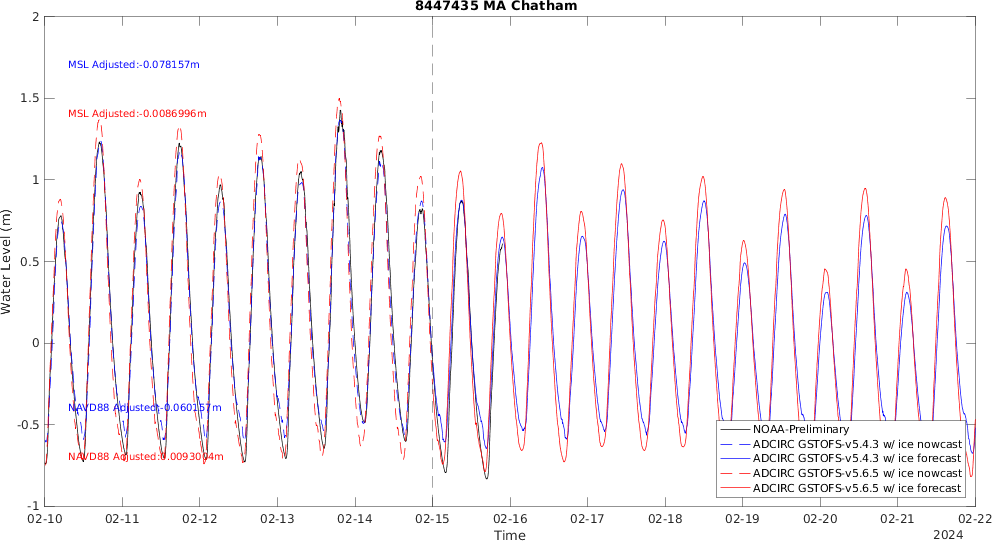 8447435 MA Chatham
2
1.5
1
0.5
0
-0.5
-1
Water Level (m)
MSL Adjusted:-0.078157m
MSL Adjusted:-0.0086996m
NAVD88 Adjusted:-0.060157m
NAVD88 Adjusted:
NOAA-Preliminary
ADCIRC GSTOFS-v5.4.3 w/ ice nowcast
ADCIRC GSTOFS-v5.4.3 w/ ice forecast
ADCIRC GSTOFS-v5.6.5 w/ ice nowcast
ADCIRC GSTOFS-v5.6.5 w/ ice forecast
02-10 02-11 02-12 02-13 02-14 02-15 02-16 02-17 02-18 02-19 02-20 02-21 02-22
Time
2024